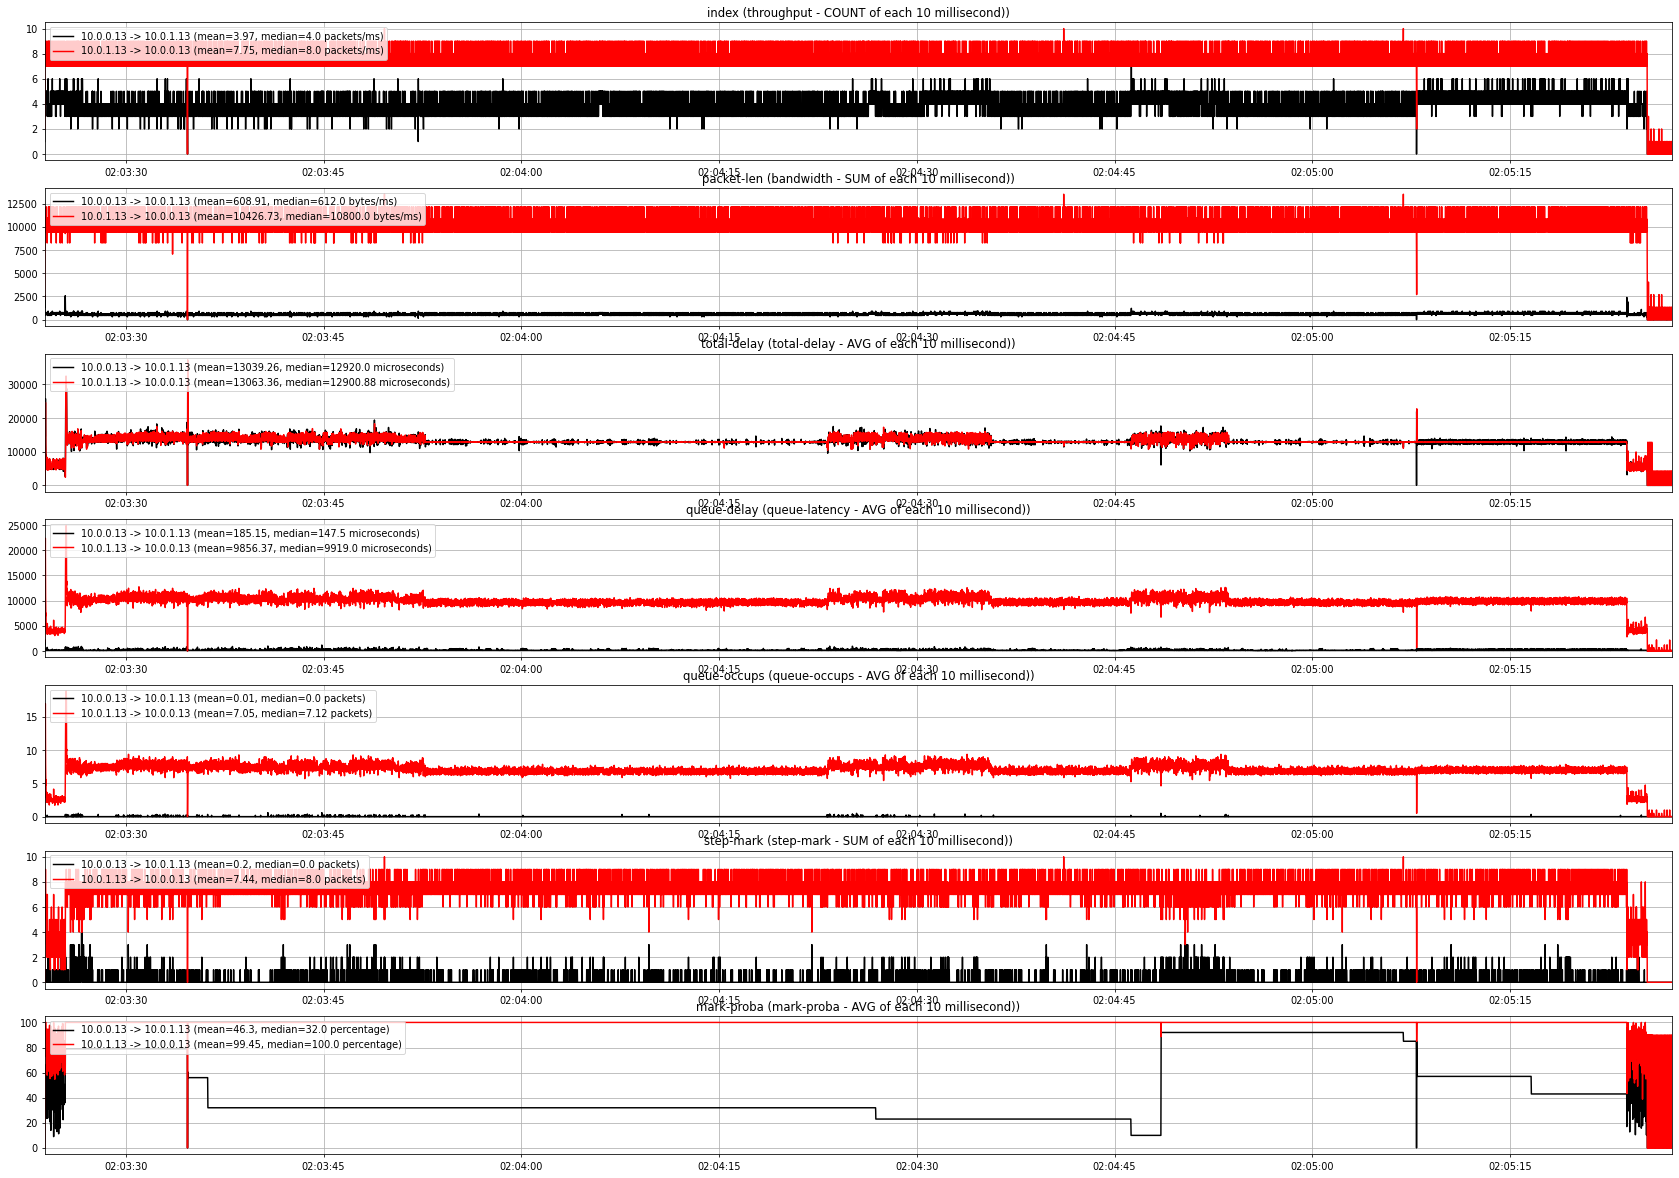 index (throughput - COUNT of each 10 millisecond))
10
8
6
4
2
0
10.0.0.13 -> 10.0.1.13 (mean=3.97, median=4.0 packets/ms)
10.0.1.13 -> 10.0.0.13 (mean=7.75, median=8.0 packets/ms)
02:03:30 02:03:45 02:04:00 02:04:15 02:04:30 02:04:45 02:05:00 02:05:15
packet-len (bandwidth - SUM of each 10 millisecond))
12500
10000
7500
5000
2500
0
10.0.0.13 -> 10.0.1.13 (mean=608.91, median=612.0 bytes/ms)
10.0.1.13 -> 10.0.0.13 (mean=10426.73, median=10800.0 bytes/ms)
02:03:30 02:03:45 02:04:00 02:04:15 02:04:30 02:04:45 02:05:00 02:05:15
total-delay (total-delay - AVG of each 10 millisecond))
30000
20000
10000
0
10.0.0.13 -> 10.0.1.13 (mean=13039.26, median=12920.0 microseconds)
10.0.1.13 -> 10.0.0.13 (mean=13063.36, median=12900.88 microseconds)
02:03:30 02:03:45 02:04:00 02:04:15 02:04:30 02:04:45 02:05:00 02:05:15
queue-delay (queue-latency - AVG of each 10 millisecond))
25000
20000
15000
10000
5000
0
10.0.0.13 -> 10.0.1.13 (mean=185.15, median=147.5 microseconds)
10.0.1.13 -> 10.0.0.13 (mean=9856.37, median=9919.0 microseconds)
02:03:30 02:03:45 02:04:00 02:04:15 02:04:30 02:04:45 02:05:00 02:05:15
queue-occups (queue-occups - AVG of each 10 millisecond))
15
10
5
0
10.0.0.13 -> 10.0.1.13 (mean=0.01, median=0.0 packets)
10.0.1.13 -> 10.0.0.13 (mean=7.05, median=7.12 packets)
02:03:30 02:03:45 02:04:00 02:04:15 02:04:30 02:04:45 02:05:00 02:05:15
step-mark (step-mark - SUM of each 10 millisecond))
10
8
6
4
2
0
10.0.0.13 -> 10.0.1.13 (mean=0.2, median=0.0 packets)
10.0.1.13 -> 10.0.0.13 (mean=7.44, median=8.0 packets)
02:03:30 02:03:45 02:04:00 02:04:15 02:04:30 02:04:45 02:05:00 02:05:15
mark-proba (mark-proba - AVG of each 10 millisecond))
100
80
60
40
20
0
10.0.0.13 -> 10.0.1.13 (mean=46.3, median=32.0 percentage)
10.0.1.13 -> 10.0.0.13 (mean=99.45, median=100.0 percentage)
02:03:30 02:03:45 02:04:00 02:04:15 02:04:30 02:04:45 02:05:00 02:05:15